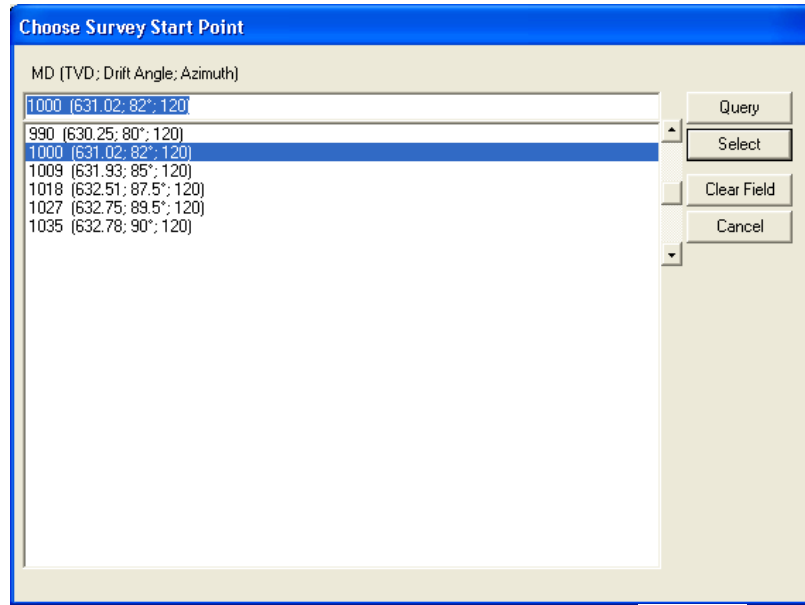 Choose Survey Start Point
MD (TVD; Drift Angle; Azimuth)
1000 (631.02; 82°; 120)
Query
990 (630.25; 80°; 120)
1000 (631.02; 82°; 120)
1009 (631.93; 85°; 120)
1018 (632.51; 87.5°; 120)
1027 (632.75; 89.5°; 120)
1035 (632.78; 90°; 120)
Select
Clear Field
Cancel